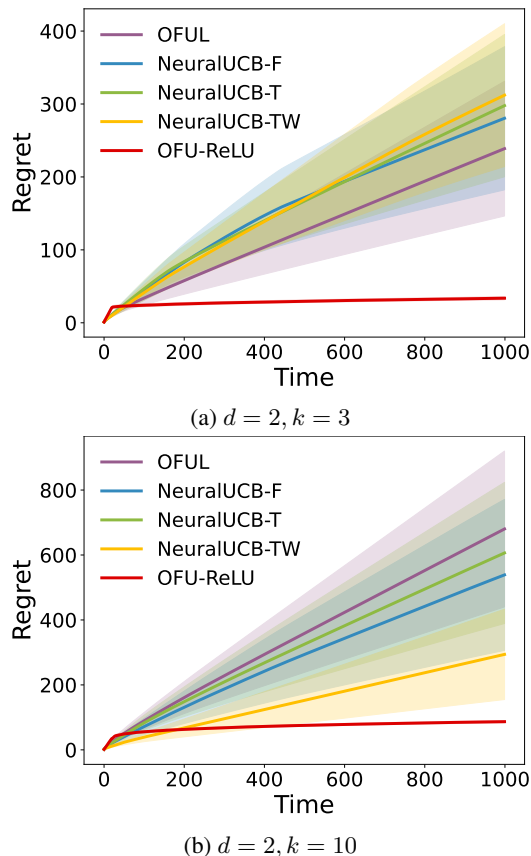 400
300
200
100
0
Regret
OFUL
NeuralUCB-F
NeuralUCB-T
NeuralUCB-TW
OFU-ReLU
0 200 400 600 800 1000
Time
(a) d = 2, k = 3
800
600
400
200
0
Regret
OFUL
NeuralUCB-F
NeuralUCB-T
NeuralUCB-TW
OFU-ReLU
0 200 400 600 800 1000
Time
(b) d = 2, k = 10